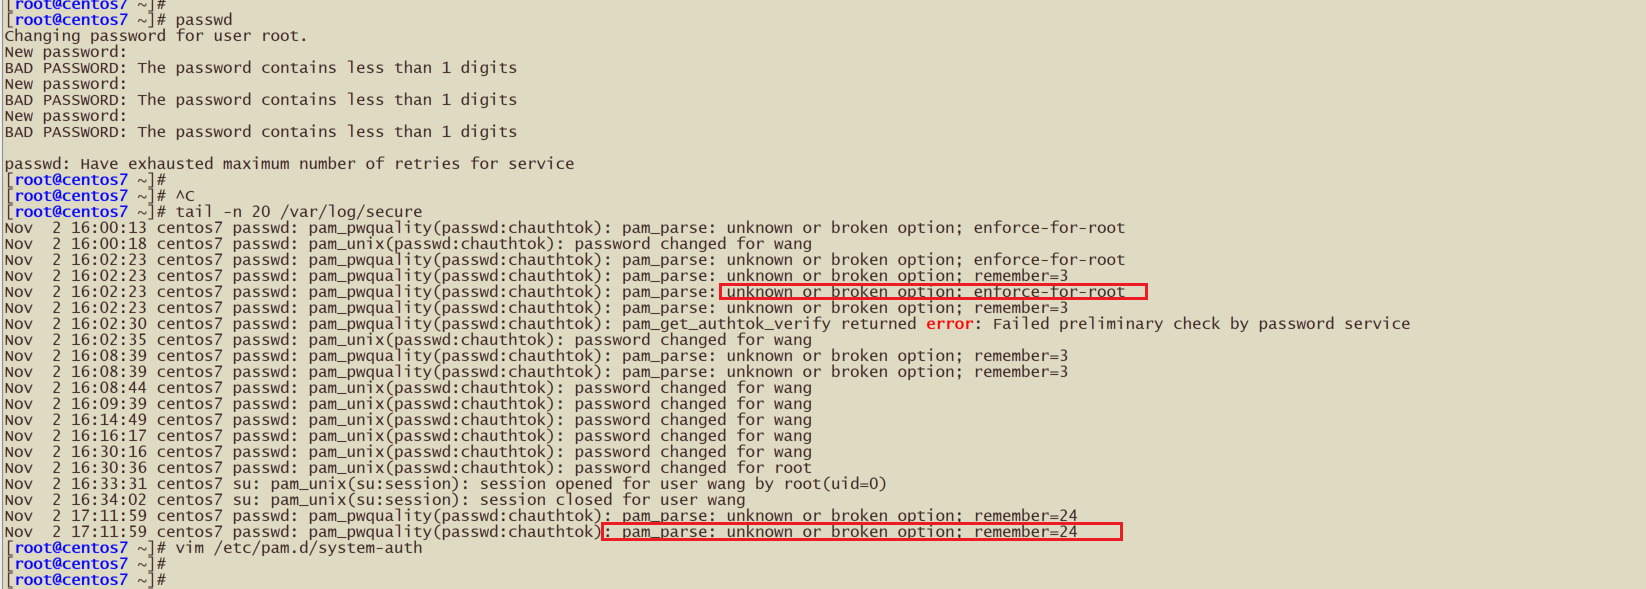 [root@centos7 ~]#
[root@centos7 ~]# passwd
Changing password for user root.
New password:
BAD PASSWORD: The password contains less than 1 digits
New password:
BAD PASSWORD: The password contains less than 1 digits
New password:
BAD PASSWORD: The password contains less than 1 digits
passwd: Have exhausted maximum number of retries for service
[root@centos7 ~]#
[root@centos7 ~]# ^C
[root@centos7 ~]# tail -n 20 /var/log/secure
Nov  2 16:00:13 centos7 passwd: pam_pwquality(passwd:chauthtok): pam_parse: unknown or broken option; enforce-for-root
Nov  2 16:00:18 centos7 passwd: pam_unix(passwd:chauthtok): password changed for wang
Nov  2 16:02:23 centos7 passwd: pam_pwquality(passwd:chauthtok): pam_parse: unknown or broken option; enforce-for-root
Nov  2 16:02:23 centos7 passwd: pam_pwquality(passwd:chauthtok): pam_parse: unknown or broken option; remember=3
Nov  2 16:02:23 centos7 passwd: pam_pwquality(passwd:chauthtok): pam_parse: unknown or broken option; enforce-for-root
Nov  2 16:02:23 centos7 passwd: pam_pwquality(passwd:chauthtok): pam_parse: unknown or broken option; remember=3
Nov  2 16:02:30 centos7 passwd: pam_pwquality(passwd:chauthtok): pam_get_authtok_verify returned error: Failed preliminary check by password service
Nov  2 16:02:35 centos7 passwd: pam_unix(passwd:chauthtok): password changed for wang
Nov  2 16:08:39 centos7 passwd: pam_pwquality(passwd:chauthtok): pam_parse: unknown or broken option; remember=3
Nov  2 16:08:39 centos7 passwd: pam_pwquality(passwd:chauthtok): pam_parse: unknown or broken option; remember=3
Nov  2 16:08:44 centos7 passwd: pam_unix(passwd:chauthtok): password changed for wang
Nov  2 16:09:39 centos7 passwd: pam_unix(passwd:chauthtok): password changed for wang
Nov  2 16:14:49 centos7 passwd: pam_unix(passwd:chauthtok): password changed for wang
Nov  2 16:16:17 centos7 passwd: pam_unix(passwd:chauthtok): password changed for wang
Nov  2 16:30:16 centos7 passwd: pam_unix(passwd:chauthtok): password changed for wang
Nov  2 16:30:36 centos7 passwd: pam_unix(passwd:chauthtok): password changed for root
Nov  2 16:33:31 centos7 su: pam_unix(su:session): session opened for user wang by root(uid=0)
Nov  2 16:34:02 centos7 su: pam_unix(su:session): session closed for user wang
Nov  2 17:11:59 centos7 passwd: pam_pwquality(passwd:chauthtok): pam_parse: unknown or broken option; remember=24
Nov  2 17:11:59 centos7 passwd: pam_pwquality(passwd:chauthtok): pam_parse: unknown or broken option; remember=24
[root@centos7 ~]# vim /etc/pam.d/system-auth
[root@centos7 ~]#
[root@centos7 ~]#